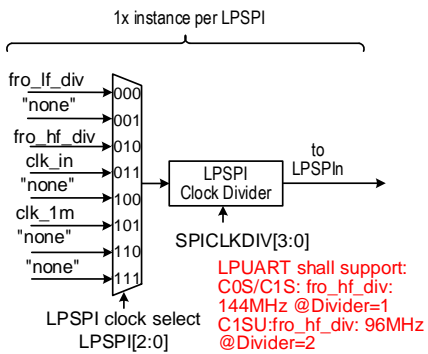 1x instance per LPSPI
fro_lf_div
000
"none"
001
fro_hf_div
010
clk_in
011
"none"
100
clk_1m
101
"none"
110
"none"
111
LPSPI
Clock Divider
to
LPSPIn
SPICLKDIV[3:0]
LPSPI clock select
LPSPI[2:0]
LPUART shall support:
C0S/C1S: fro_hf_div:
144MHz @Divider=1
C1SU:fro_hf_div: 96MHz
@Divider=2